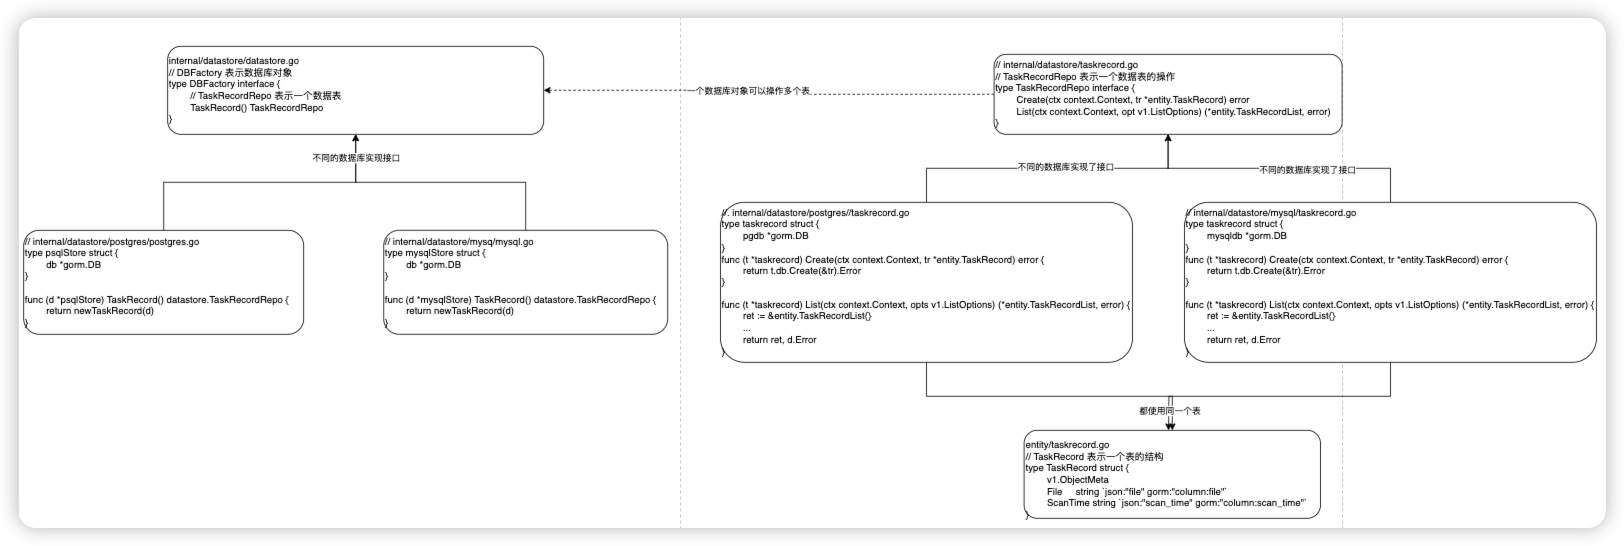 internal/datastore/datastore.go
// DBFactory 表示数据库对象
type DBFactory interface {
// TaskRecordRepo 表示一个数据表
TaskRecord() TaskRecordRepo
}
一个数据库对象可以操作多个表
// internal/datastore/taskrecord.go
// TaskRecordRepo 表示一个数据表的操作
type TaskRecordRepo interface {
Create(ctx context.Context, tr *entity.TaskRecord) error
List(ctx context.Context, opt v1.ListOptions) (*entity.TaskRecordList, error)
}
不同的数据库实现接口
不同的数据库实现了接口
不同的数据库实现了接口
// internal/datastore/postgres/postgres.go
type psqlStore struct {
db *gorm.DB
}
func (d *psqlStore) TaskRecord() datastore.TaskRecordRepo {
return newTaskRecord(d)
}
// internal/datastore/mysq/mysql.go
type mysqlStore struct {
db *gorm.DB
}
func (d *mysqlStore) TaskRecord() datastore.TaskRecordRepo {
return newTaskRecord(d)
}
//. internal/datastore/postgres//taskrecord.go
type taskrecord struct {
pgdb *gorm.DB
}
func (t *taskrecord) Create(ctx context.Context, tr *entity.TaskRecord) error {
return t.db.Create(&tr).Error
}
func (t *taskrecord) List(ctx context.Context, opts v1.ListOptions) (*entity.TaskRecordList, error) {
ret := &entity.TaskRecordList{}
...
return ret, d.Error
}
// internal/datastore/mysql/taskrecord.go
type taskrecord struct {
mysqldb *gorm.DB
}
func (t *taskrecord) Create(ctx context.Context, tr *entity.TaskRecord) error {
return t.db.Create(&tr).Error
}
func (t *taskrecord) List(ctx context.Context, opts v1.ListOptions) (*entity.TaskRecordList, error) {
ret := &entity.TaskRecordList{}
...
return ret, d.Error
}
都使用同一个表
entity/taskrecord.go
// TaskRecord 表示一个表的结构
type TaskRecord struct {
v1.ObjectMeta
File string `json:"file" gorm:"column:file"`
ScanTime string `json:"scan_time" gorm:"column:scan_time"`
}